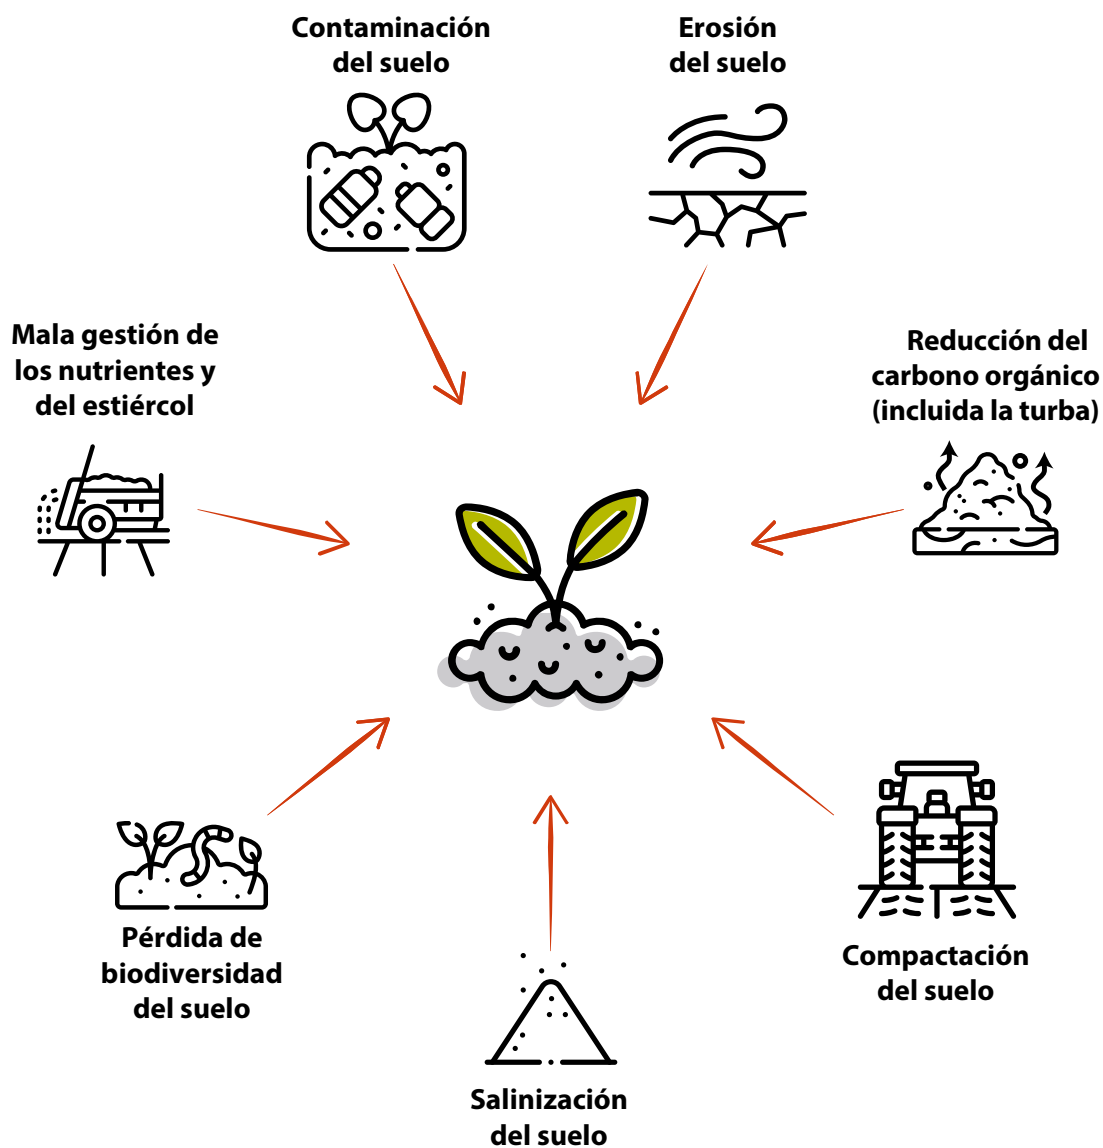 Contaminación
del suelo
Erosión
del suelo
Mala gestión de
los nutrientes y
del estiércol
Reducción del
carbono orgánico
(incluida la turba)
Pérdida de
biodiversidad
del suelo
Compactación
del suelo
Salinización
del suelo